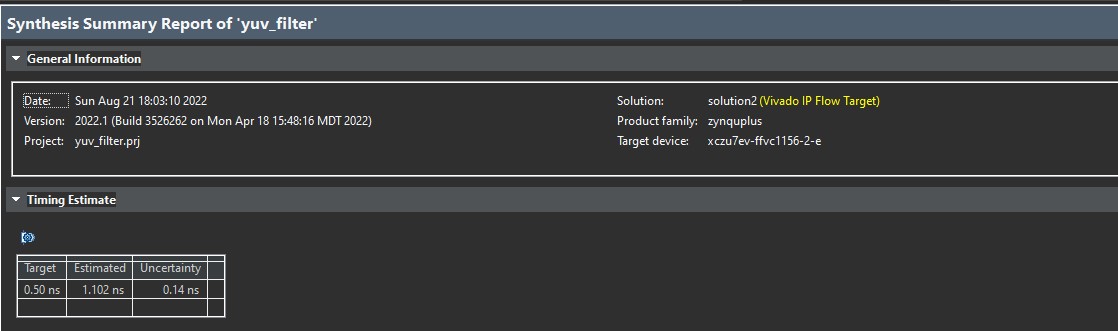 Synthesis Summary Report of 'yuv_filter'
General Information
Date: Sun Aug 21 18:03:10 2022 Solution: solution2 (Vivado IP Flow Target)
Version: 2022.1 (Build 3526262 on Mon Apr 18 15:48:16 MDT 2022) Product family: zynquplus
Project: yuv_filter.prj Target device: xczu7ev-ffvc1156-2-e
Timing Estimate
Target Estimated Uncertainty
0.50 ns 1.102 ns 0.14 ns